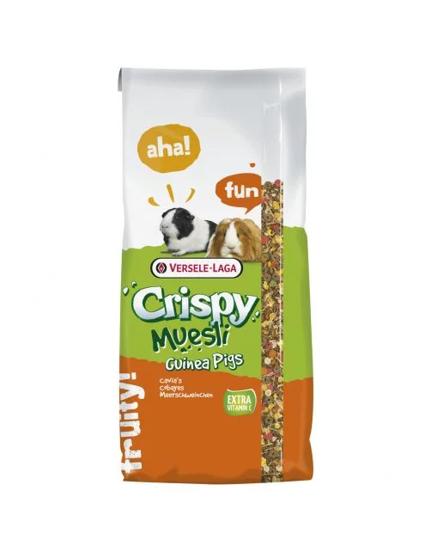 aha!
fun
VERSELE-LAGA
Crispy
Muesli
Guinea Pigs
Cavia's
Cobayes
Meerschweinchen
EXTRA
VITAMIN C
fruity!